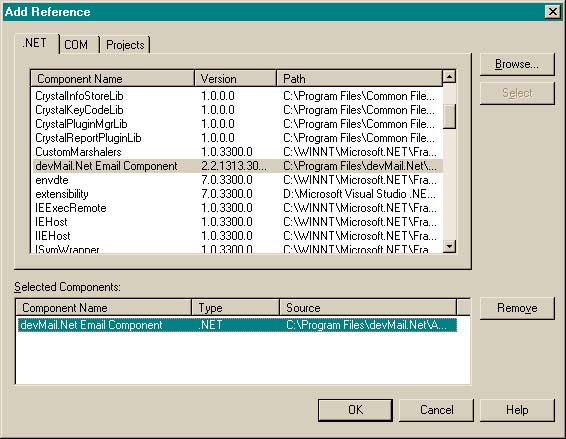 Add Reference
.NET COM Projects
Component Name Version Path
CrystalInfoStoreLib 1.0.0.0 C:\Program Files\Common File...
CrystalKeyCodeLib 1.0.0.0 C:\Program Files\Common File...
CrystalPluginMgrLib 1.0.0.0 C:\Program Files\Common File...
CrystalReportPluginLib 1.0.0.0 C:\Program Files\Common File...
CustomMarshalers 1.0.3300.0 C:\WINNT\Microsoft.NET\Fra...
devMail.Net Email Component 2.2.1313.30... C:\Program Files\devMail.Net\...
envdte 7.0.3300.0 C:\WINNT\Microsoft.NET\Fra...
extensibility 7.0.3300.0 D:\Microsoft Visual Studio .NE...
IEExecRemote 1.0.3300.0 C:\WINNT\Microsoft.NET\Fra...
IEHost 1.0.3300.0 C:\WINNT\Microsoft.NET\Fra...
IIEHost 1.0.3300.0 C:\WINNT\Microsoft.NET\Fra...
ISymWrapper 1.0.3300.0 C:\WINNT\Microsoft.NET\Fra...
Browse...
Select
Selected Components:
Component Name Type Source
devMail.Net Email Component .NET C:\Program Files\devMail.Net\A...
Remove
OK Cancel Help